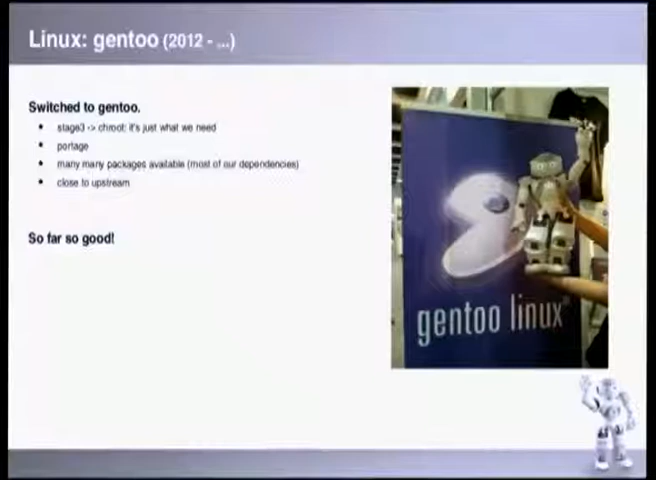 Linux: gentoo (2012 - ...)
Switched to gentoo.
stage3 -> chroot: it's just what we need
portage
many many packages available (most of our dependencies)
close to upstream
So far so good!
gentoo linux